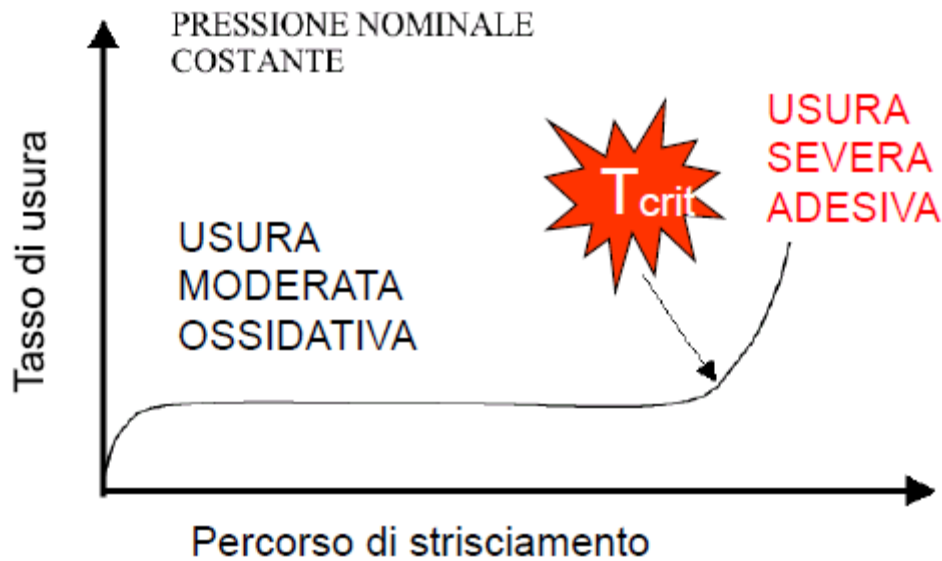 PRESSIONE NOMINALE
COSTANTE
Tasso di usura
USURA
MODERATA
OSSIDATIVA
Tcrit
USURA
SEVERA
ADESIVA
Percorso di strisciamento